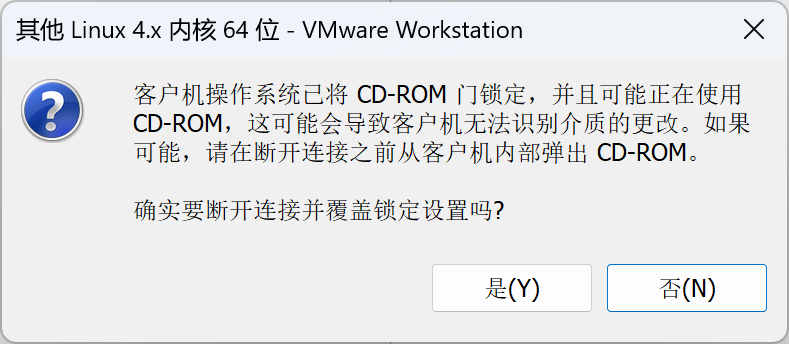 其他 Linux 4.x 内核 64 位 - VMware Workstation
客户机操作系统已将 CD-ROM 门锁定，并且可能正在使用
CD-ROM，这可能会导致客户机无法识别介质的更改。如果
可能，请在断开连接之前从客户机内部弹出 CD-ROM。
确实要断开连接并覆盖锁定设置吗?
是(Y)
否(N)